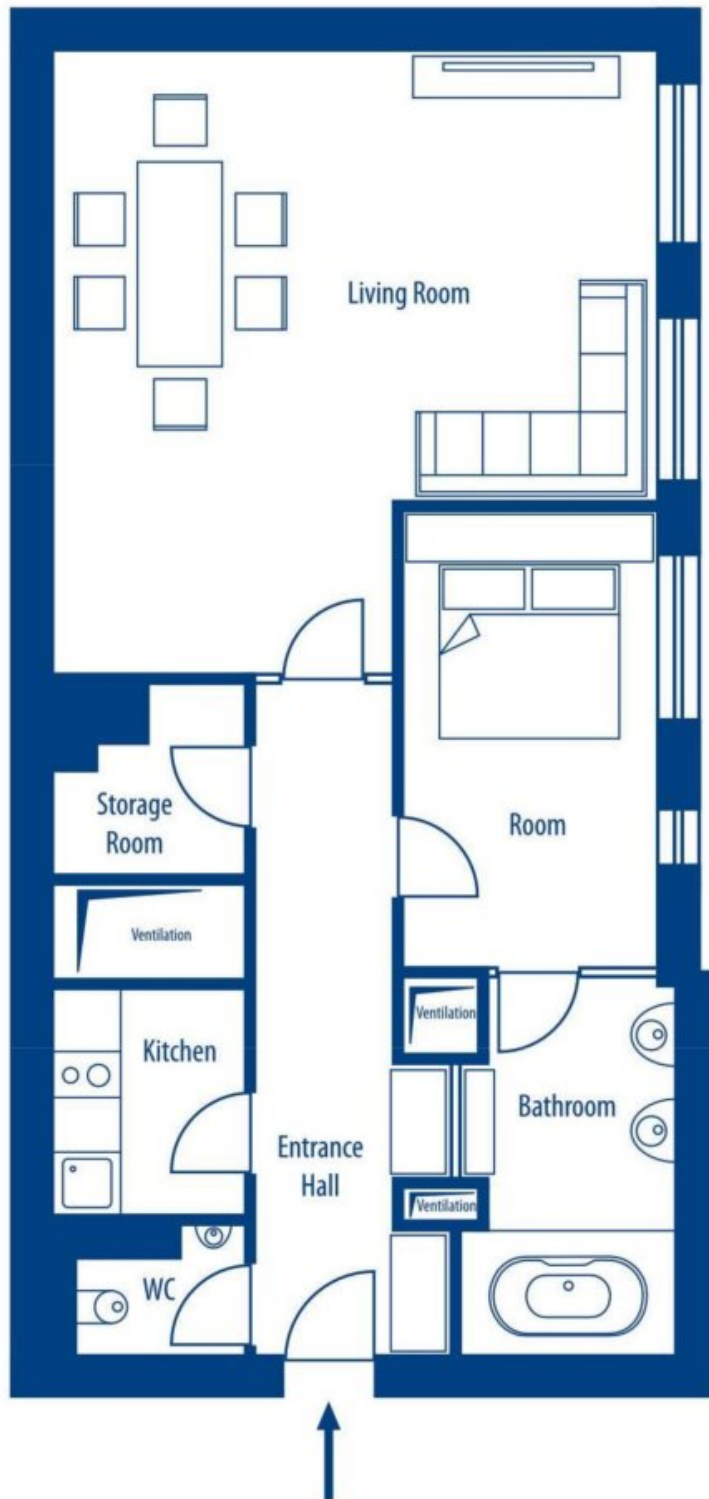 Living Room
Storage
Room
Room
Ventilation
Ventilation
Kitchen
Bathroom
Entrance
Hall
Ventilation
WC